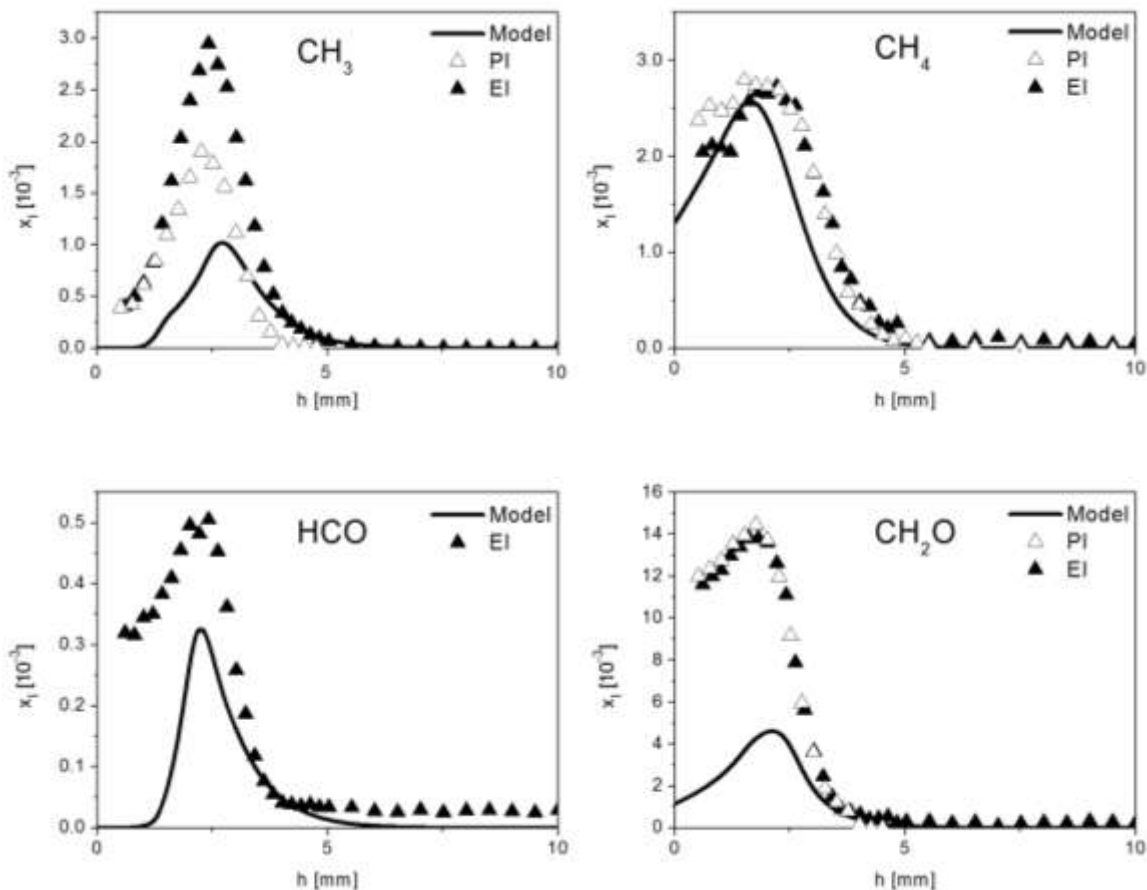 CH₃
Model
PI
EI
3.0
2.5
2.0
1.5
1.0
0.5
0.0
xᵢ [10⁻³]
0
5
10
h [mm]
CH₄
Model
PI
EI
3.0
2.0
1.0
0.0
xᵢ [10⁻³]
0
5
10
h [mm]
HCO
Model
EI
0.5
0.4
0.3
0.2
0.1
0.0
xᵢ [10⁻³]
0
5
10
h [mm]
CH₂O
Model
PI
EI
16
14
12
10
8
6
4
2
0
xᵢ [10⁻³]
0
5
10
h [mm]